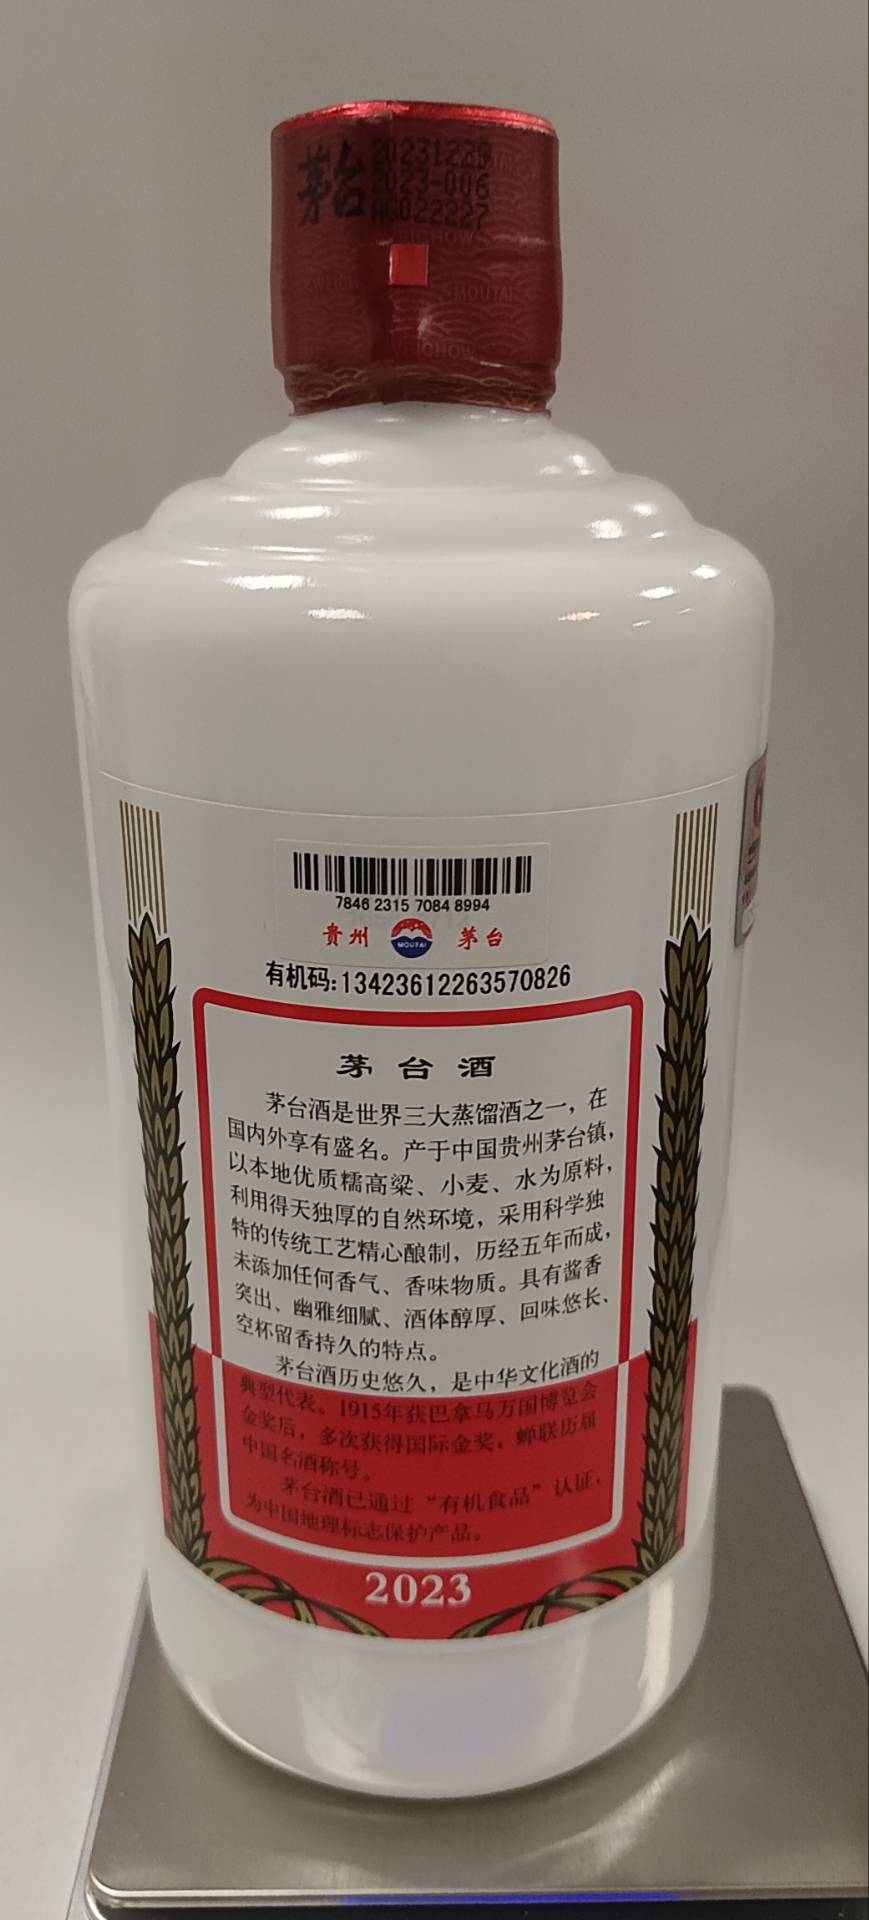 茅台
20231229
2023-006
AG022227
KWEICHOW MOUTAI
7846 2315 7084 8994
贵州 MOUTAI 茅台
有机码:13423612263570826
茅台酒
茅台酒是世界三大蒸馏酒之一，在
国内外享有盛名。产于中国贵州茅台镇，
以本地优质糯高粱、小麦、水为原料，
利用得天独厚的自然环境，采用科学独
特的传统工艺精心酿制，历经五年而成，
未添加任何香气、香味物质。具有酱香
突出、幽雅细腻、酒体醇厚、回味悠长、
空杯留香持久的特点。
茅台酒历史悠久，是中华文化酒的
典型代表。1915年获巴拿马万国博览会
金奖后，多次获得国际金奖、蝉联历届
中国名酒称号。
茅台酒已通过“有机食品”认证，
为中国地理标志保护产品。
2023